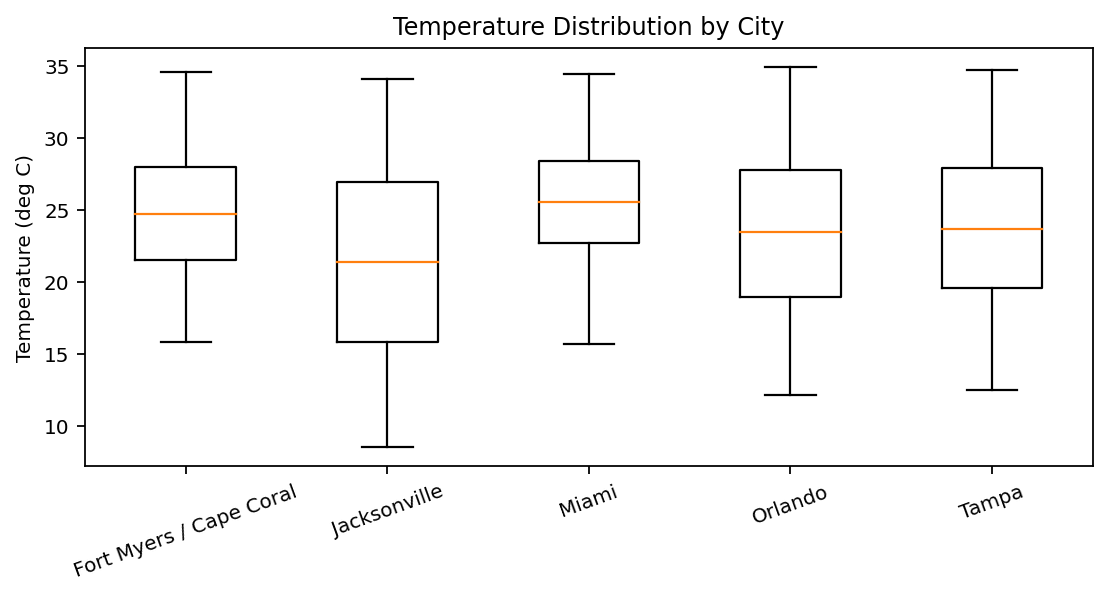 Temperature Distribution by City
Temperature (deg C)
35
30
25
20
15
10
Fort Myers / Cape Coral
Jacksonville
Miami
Orlando
Tampa